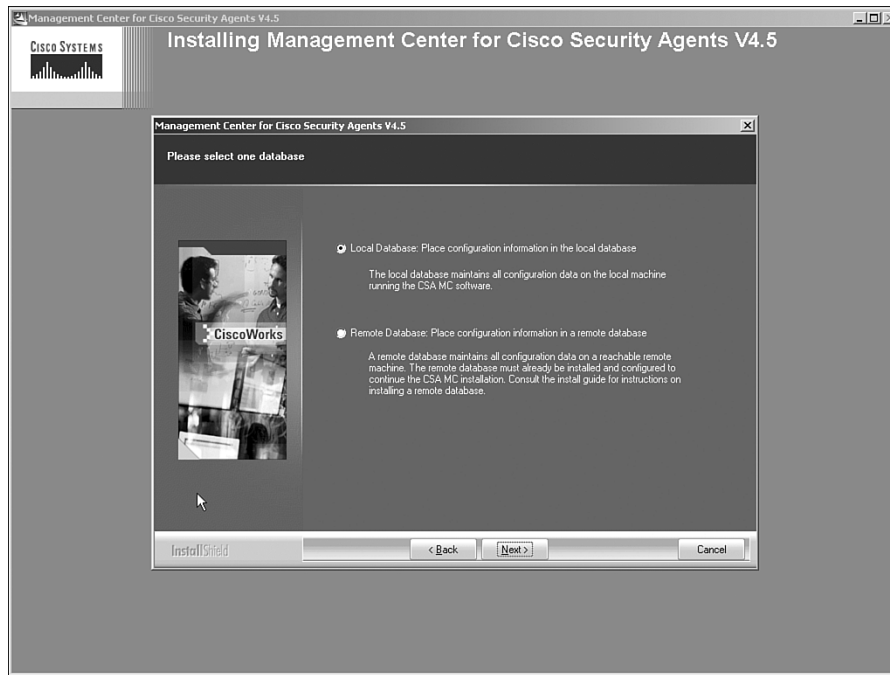 Management Center for Cisco Security Agents V4.5
CISCO SYSTEMS
Installing Management Center for Cisco Security Agents V4.5
Management Center for Cisco Security Agents V4.5
Please select one database
CiscoWorks
Local Database: Place configuration information in the local database
The local database maintains all configuration data on the local machine
running the CSA MC software.
Remote Database: Place configuration information in a remote database
A remote database maintains all configuration data on a reachable remote
machine. The remote database must already be installed and configured to
continue the CSA MC installation. Consult the install guide for instructions on
installing a remote database.
InstallShield
< Back
Next >
Cancel